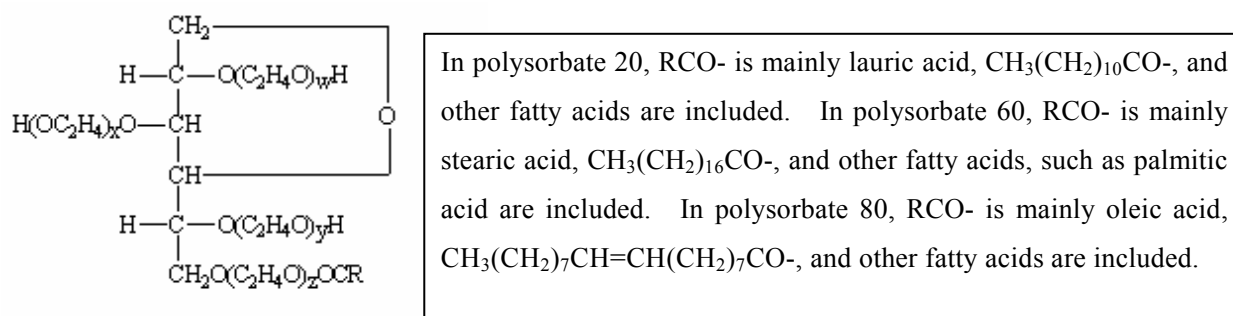 CH₂
H—C—O(C₂H₄O)wH
O
H(OC₂H₄)xO—CH
CH
H—C—O(C₂H₄O)yH
CH₂O(C₂H₄O)zOCR
In polysorbate 20, RCO- is mainly lauric acid, CH₃(CH₂)₁₀CO-, and
other fatty acids are included. In polysorbate 60, RCO- is mainly
stearic acid, CH₃(CH₂)₁₆CO-, and other fatty acids, such as palmitic
acid are included. In polysorbate 80, RCO- is mainly oleic acid,
CH₃(CH₂)₇CH=CH(CH₂)₇CO-, and other fatty acids are included.